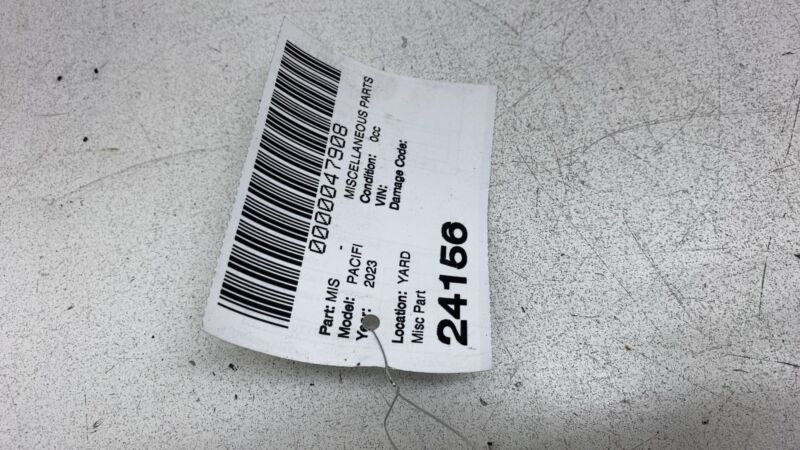 0000047908
Part: MIS - MISCELLANEOUS PARTS
Model: PACIFI Condition: 0cc
Year: 2023 VIN:
Damage Code:
Location: YARD
Misc Part
24156